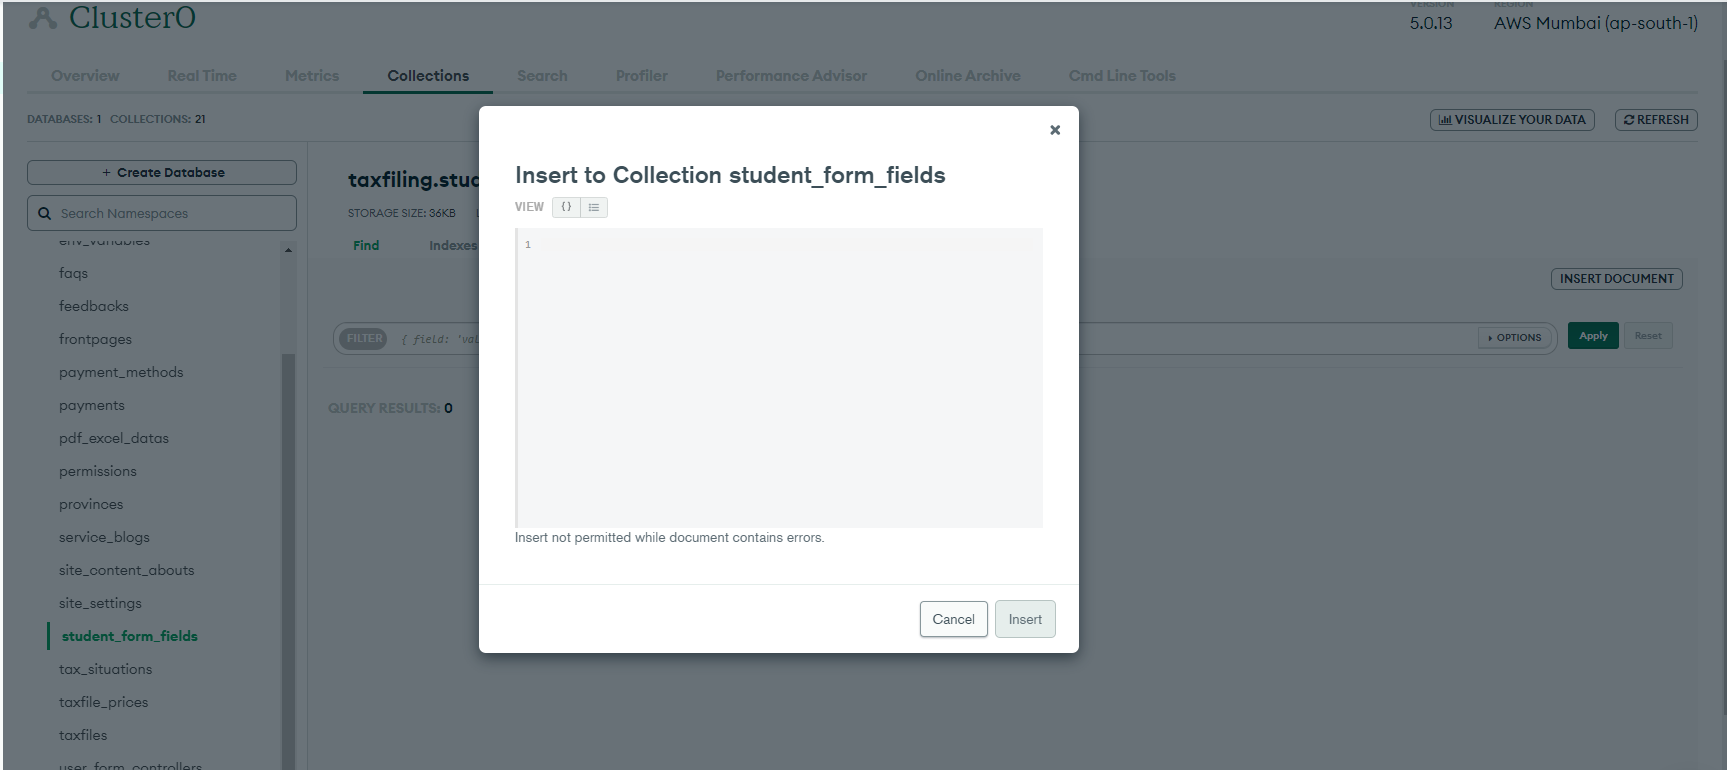 Cluster0
VERSION
REGION
5.0.13
AWS Mumbai (ap-south-1)
Overview
Real Time
Metrics
Collections
Search
Profiler
Performance Advisor
Online Archive
Cmd Line Tools
DATABASES: 1 COLLECTIONS: 21
VISUALIZE YOUR DATA
REFRESH
+ Create Database
Search Namespaces
env_variables
faqs
feedbacks
frontpages
payment_methods
payments
pdf_excel_datas
permissions
provinces
service_blogs
site_content_abouts
site_settings
student_form_fields
tax_situations
taxfile_prices
taxfiles
user_form_controllers
taxfiling.stud
STORAGE SIZE: 36KB
Find
Indexes
INSERT DOCUMENT
FILTER
{ field: 'val
OPTIONS
Apply
Reset
QUERY RESULTS: 0
Insert to Collection student_form_fields
VIEW
{}
1
Insert not permitted while document contains errors.
Cancel
Insert